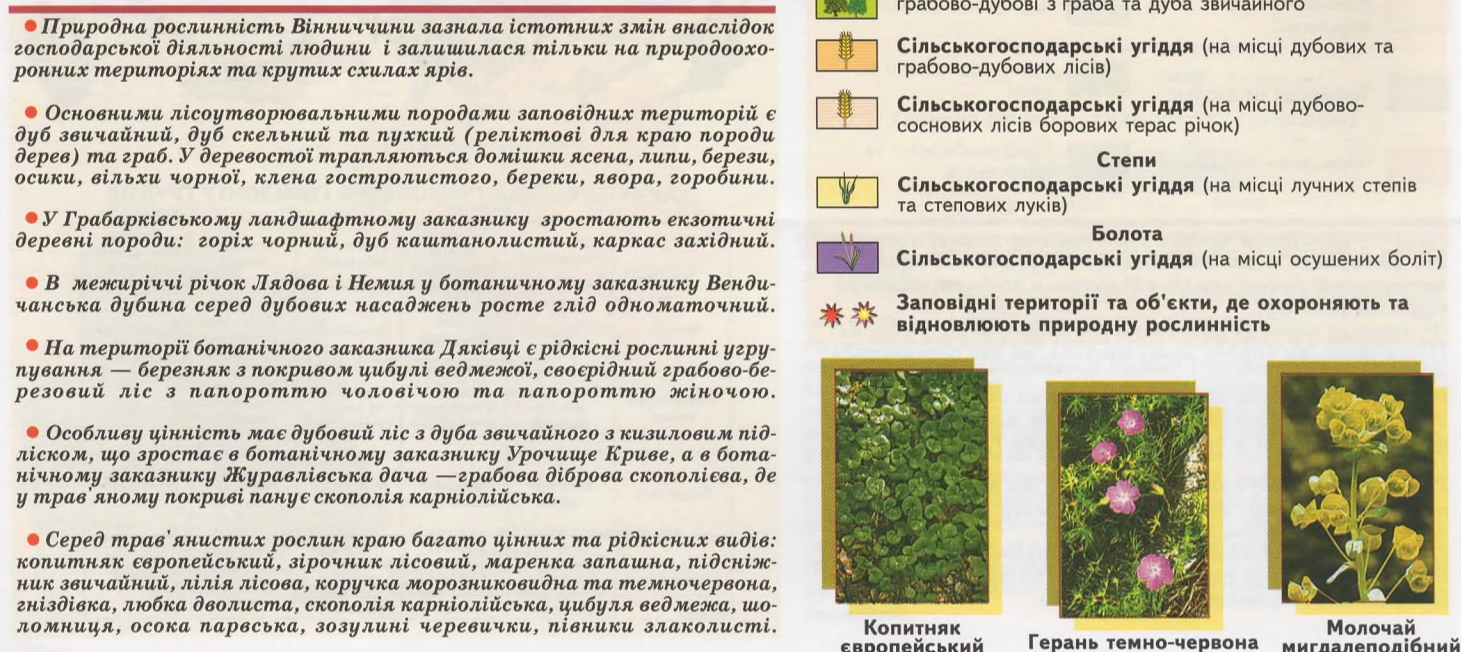 • Природна рослинність Вінниччини зазнала істотних змін внаслідок
господарської діяльності людини і залишилася тільки на природоохо-
ронних територіях та крутих схилах ярів.
• Основними лісоутворювальними породами заповідних територій є
дуб звичайний, дуб скельний та пухкий (реліктові для краю породи
дерев) та граб. У деревостої трапляються домішки ясена, липи, берези,
осики, вільхи чорної, клена гостролистого, береки, явора, горобини.
• У Грабарківському ландшафтному заказнику зростають екзотичні
деревні породи: горіх чорний, дуб каштанолистий, каркас західний.
• В межиріччі річок Лядова і Немия у ботаничному заказнику Венди-
чанська дубина серед дубових насаджень росте глід одноматочний.
• На території ботанічного заказника Дяківці є рідкісні рослинні угру-
пування — березняк з покривом цибулі ведмежої, своєрідний грабово-бе-
резовий ліс з папороттю чоловічою та папороттю жіночою.
• Особливу цінність має дубовий ліс з дуба звичайного з кизиловим під-
ліском, що зростає в ботанічному заказнику Урочище Криве, а в бота-
нічному заказнику Журавлівська дача —грабова діброва скополієва, де
у трав'яному покриві панує скополія карніолійська.
• Серед трав'янистих рослин краю багато цінних та рідкісних видів:
копитняк європейський, зірочник лісовий, маренка запашна, підсніж-
ник звичайний, лілія лісова, коручка морозниковидна та темночервона,
гніздівка, любка дволиста, скополія карніолійська, цибуля ведмежа, шо-
ломниця, осока парвська, зозулині черевички, півники злаколисті.
грабово-дубові з граба та дуба звичайного
Сільськогосподарські угіддя (на місці дубових та
грабово-дубових лісів)
Сільськогосподарські угіддя (на місці дубово-
соснових лісів борових терас річок)
Степи
Сільськогосподарські угіддя (на місці лучних степів
та степових луків)
Болота
Сільськогосподарські угіддя (на місці осушених боліт)
Заповідні території та об'єкти, де охороняють та
відновлюють природну рослинність
Копитняк
європейський
Герань темно-червона
Молочай
мигдалеподібний